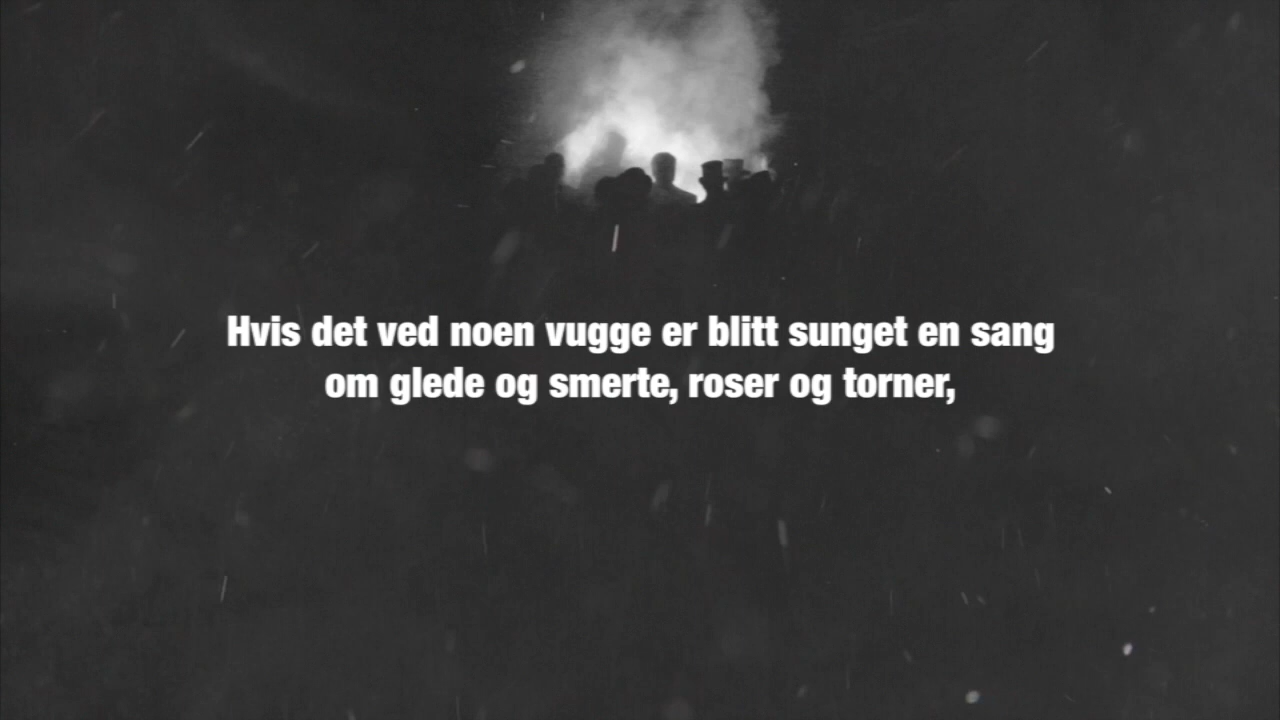 Hvis det ved noen vugge er blitt sunget en sang
om glede og smerte, roser og torner,